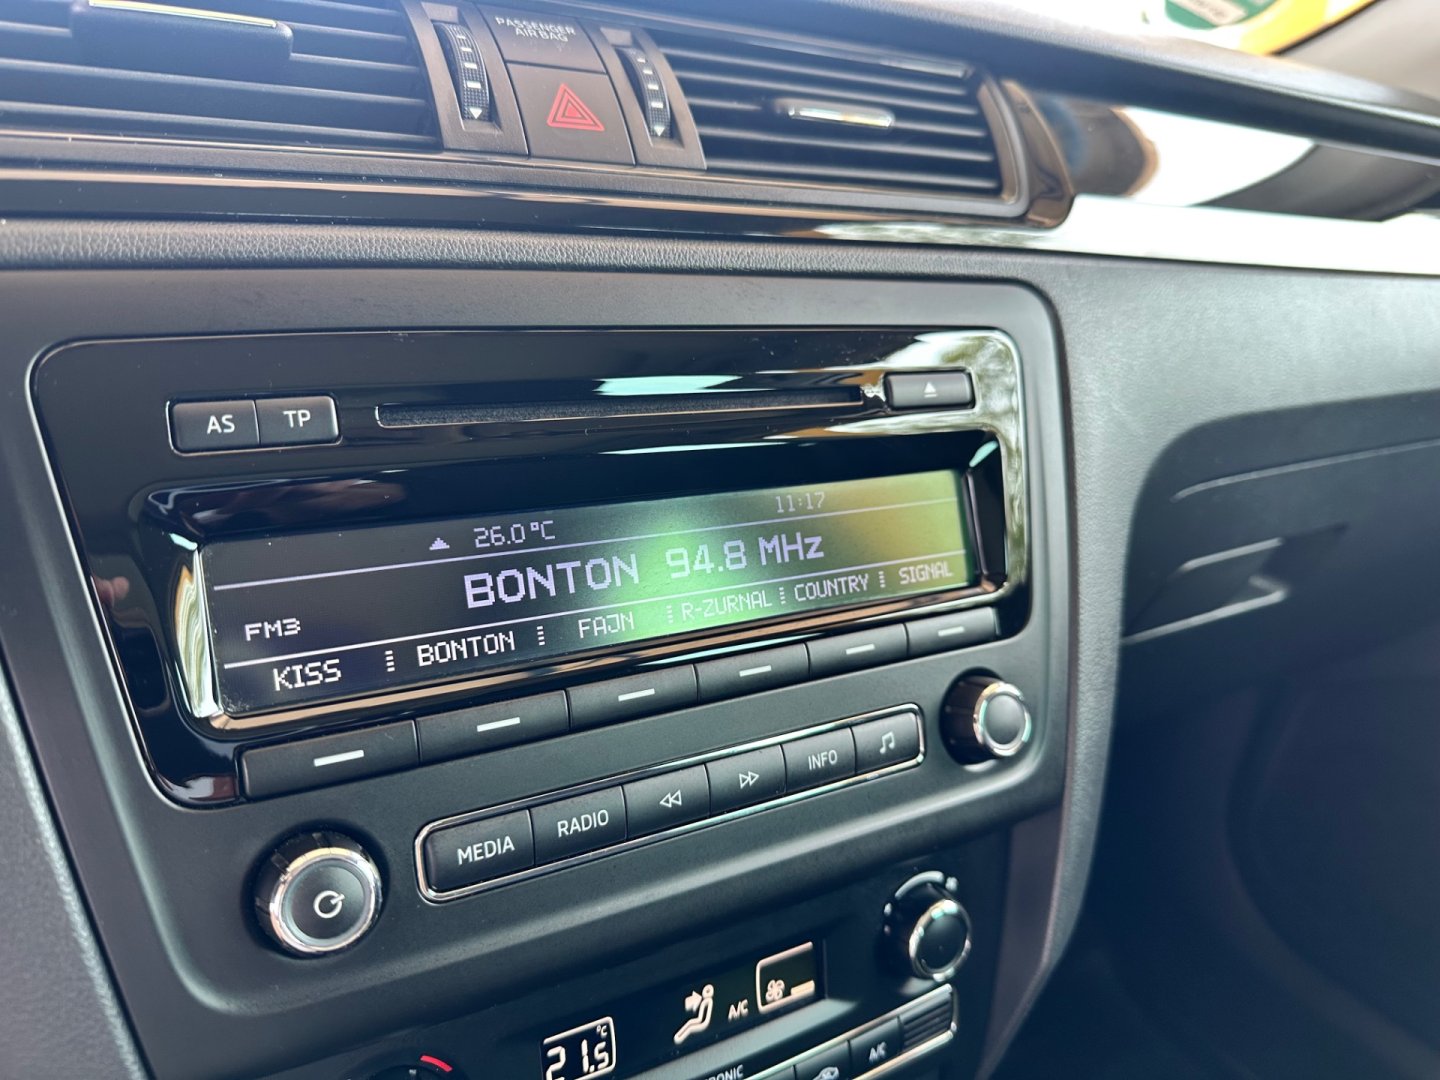 PASSENGER
AIR BAG
AS TP
26.0°C 11:17
BONTON 94.8 MHz
FM3
KISS BONTON FAJN R-ZURNAL COUNTRY SIGNAL
MEDIA RADIO INFO
21.5 °C A/C
A/C